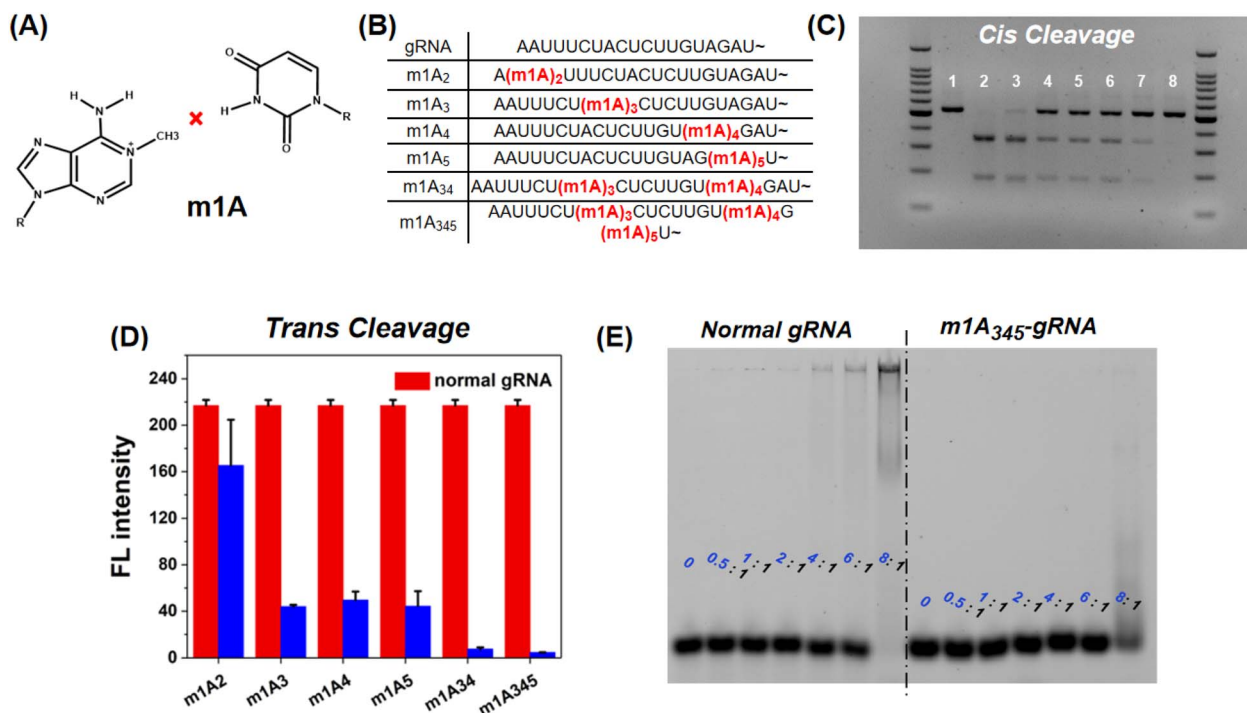 (A)
H
H
N
N
N
N
N+
CH3
R
m1A
×
O
H
N
N
O
R
(B)
gRNA AAUUUCUACUCUUGUAGAU~
m1A2 A(m1A)2UUUCUACUCUUGUAGAU~
m1A3 AAUUUCU(m1A)3CUCUUGUAGAU~
m1A4 AAUUUCUACUCUUGU(m1A)4GAU~
m1A5 AAUUUCUACUCUUGUAG(m1A)5U~
m1A34 AAUUUCU(m1A)3CUCUUGU(m1A)4GAU~
m1A345 AAUUUCU(m1A)3CUCUUGU(m1A)4G
(m1A)5U~
(C)
Cis Cleavage
1 2 3 4 5 6 7 8
(D)
Trans Cleavage
normal gRNA
FL intensity
240
200
160
120
80
40
0
m1A2 m1A3 m1A4 m1A5 m1A34 m1A345
(E)
Normal gRNA m1A345-gRNA
0 0.5:1 1:1 2:1 4:1 6:1 8:1
0 0.5:1 1:1 2:1 4:1 6:1 8:1